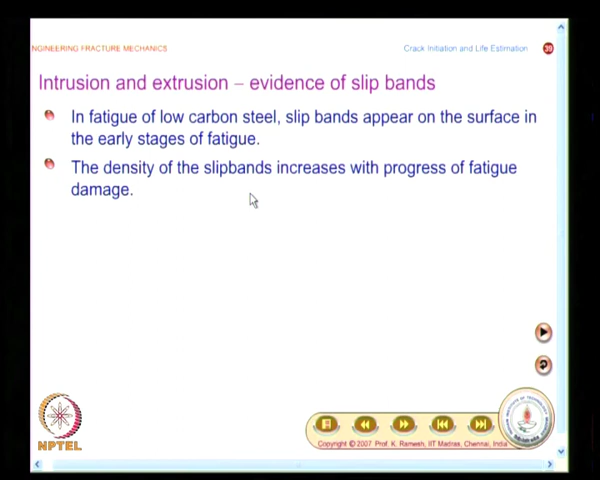 NGINEERING FRACTURE MECHANICS
Crack Initiation and Life Estimation
39
Intrusion and extrusion – evidence of slip bands
In fatigue of low carbon steel, slip bands appear on the surface in
the early stages of fatigue.
The density of the slipbands increases with progress of fatigue
damage.
NPTEL
Copyright © 2007 Prof. K. Ramesh, IIT Madras, Chennai, India